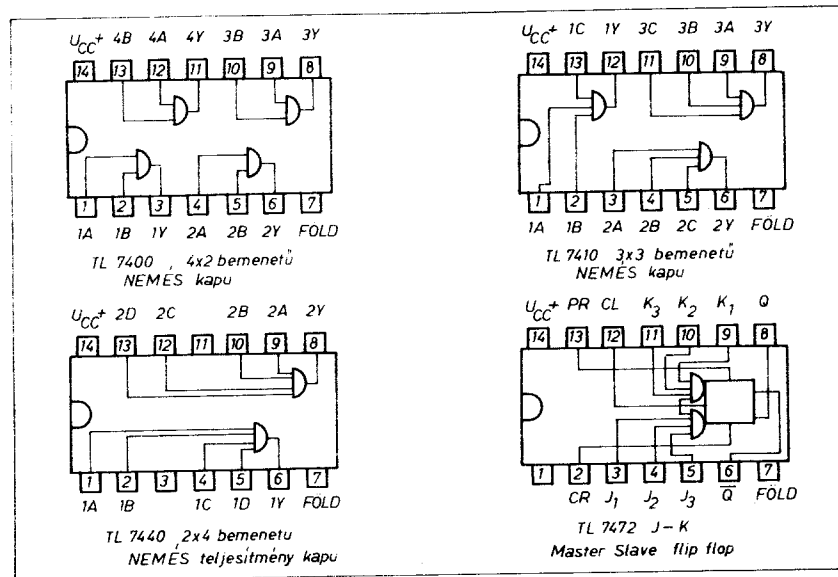 U_CC+ 4B 4A 4Y 3B 3A 3Y
14 13 12 11 10 9 8
1 2 3 4 5 6 7
1A 1B 1Y 2A 2B 2Y FÖLD
TL 7400 , 4x2 bemenetű
NEMÉS kapu
U_CC+ 1C 1Y 3C 3B 3A 3Y
14 13 12 11 10 9 8
1 2 3 4 5 6 7
1A 1B 2A 2B 2C 2Y FÖLD
TL 7410 3x3 bemenetű
NEMÉS kapu
U_CC+ 2D 2C 2B 2A 2Y
14 13 12 11 10 9 8
1 2 3 4 5 6 7
1A 1B 1C 1D 1Y FÖLD
TL 7440 , 2x4 bemenetu
NEMÉS teljesítmény kapu
U_CC+ PR CL K3 K2 K1 Q
14 13 12 11 10 9 8
1 2 3 4 5 6 7
CR J1 J2 J3 Q̅ FÖLD
TL 7472 J-K
Master Slave flip flop